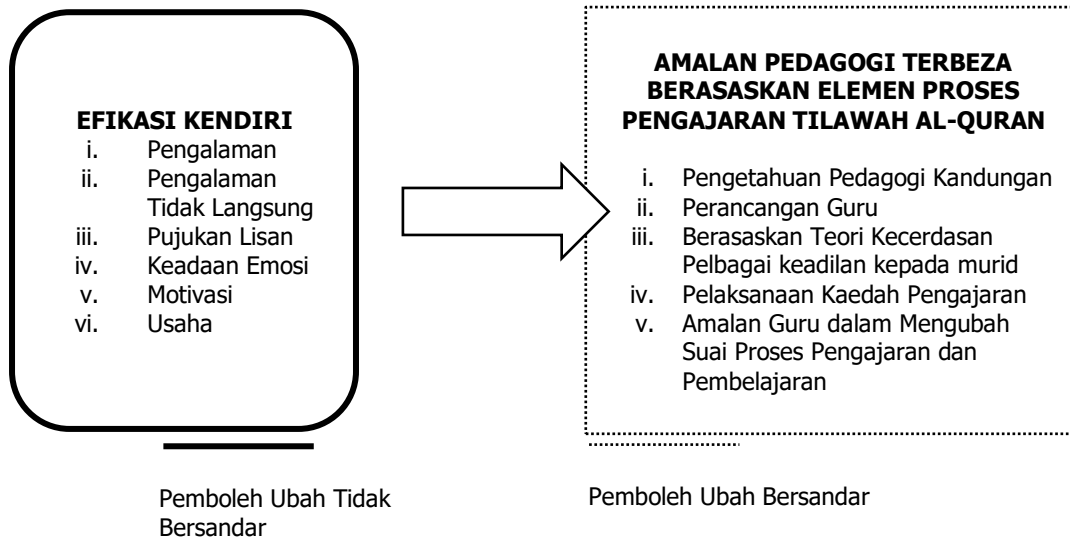 EFIKASI KENDIRI
i. Pengalaman
ii. Pengalaman
Tidak Langsung
iii. Pujukan Lisan
iv. Keadaan Emosi
v. Motivasi
vi. Usaha
AMALAN PEDAGOGI TERBEZA
BERASASKAN ELEMEN PROSES
PENGAJARAN TILAWAH AL-QURAN
i. Pengetahuan Pedagogi Kandungan
ii. Perancangan Guru
iii. Berasaskan Teori Kecerdasan
Pelbagai keadilan kepada murid
iv. Pelaksanaan Kaedah Pengajaran
v. Amalan Guru dalam Mengubah
Suai Proses Pengajaran dan
Pembelajaran
Pemboleh Ubah Tidak
Bersandar
Pemboleh Ubah Bersandar